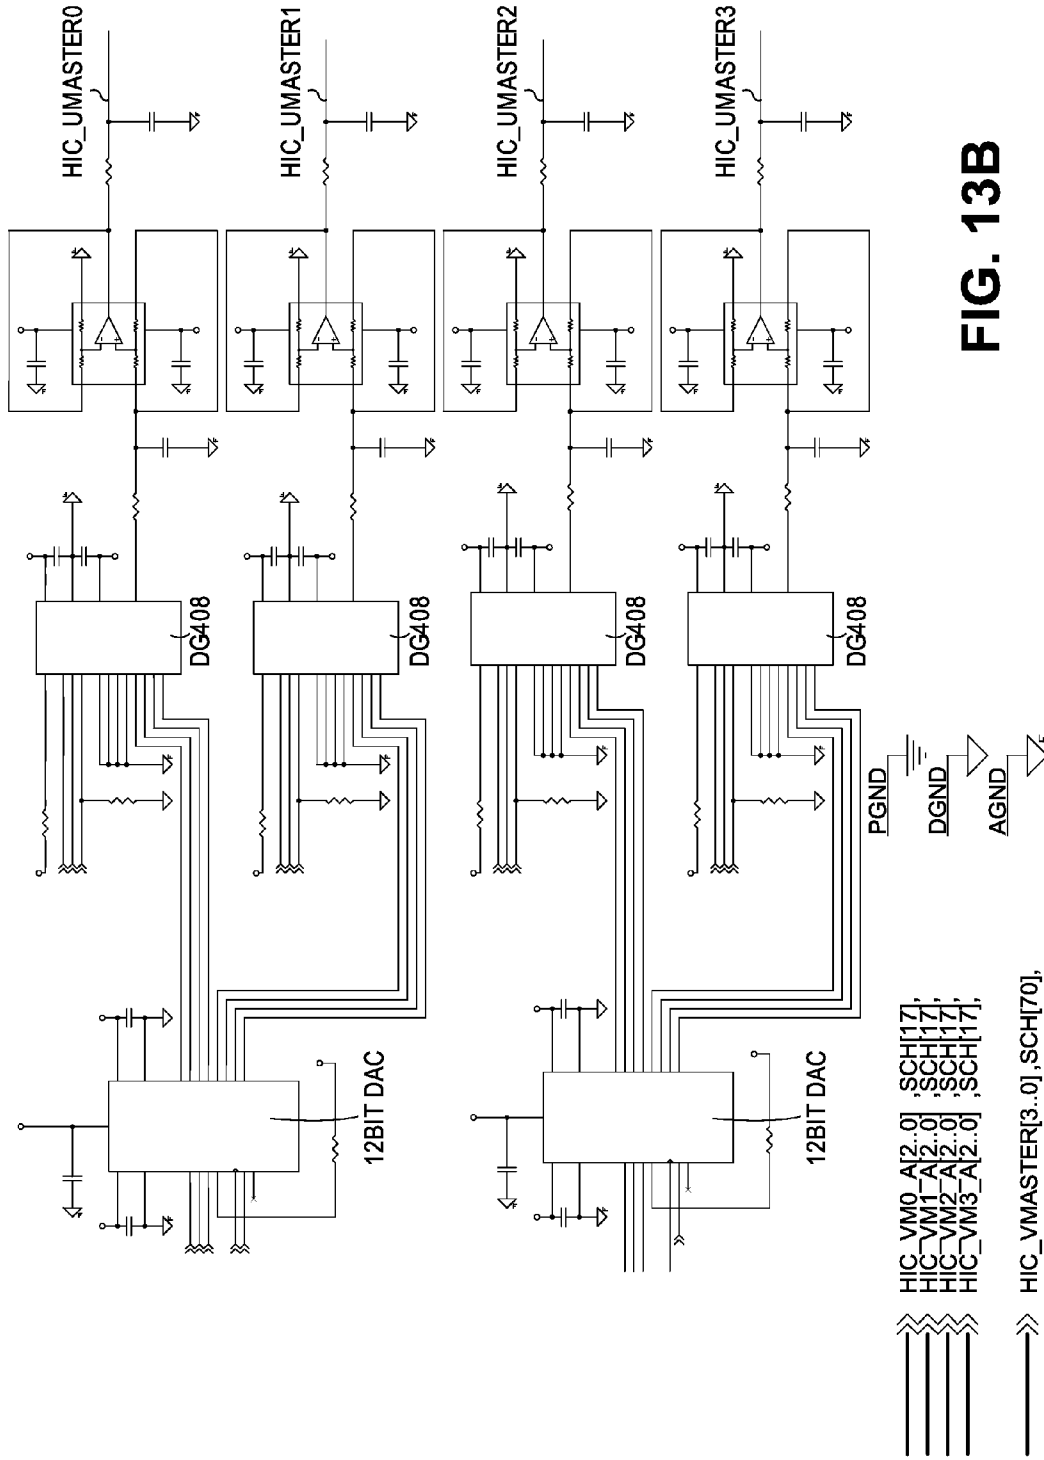 HIC_UMASTER0
HIC_UMASTER1
HIC_UMASTER2
HIC_UMASTER3
DG408
DG408
DG408
DG408
12BIT DAC
12BIT DAC
PGND
DGND
AGND
HIC_VM0_A[2..0] ,SCH[17],
HIC_VM1_A[2..0] ,SCH[17],
HIC_VM2_A[2..0] ,SCH[17],
HIC_VM3_A[2..0] ,SCH[17],
HIC_VMASTER[3..0] ,SCH[70],
FIG. 13B